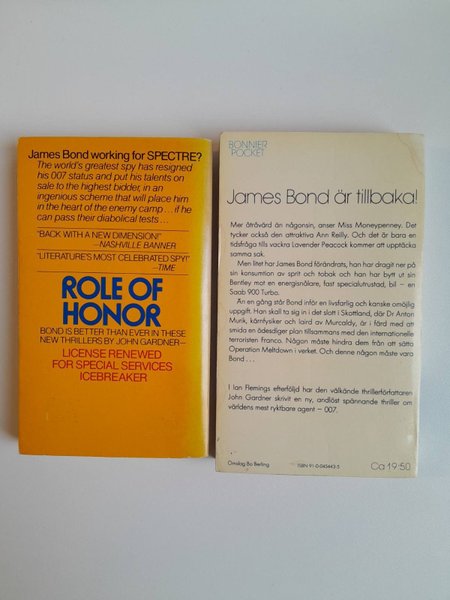 James Bond working for SPECTRE?
The world's greatest spy has resigned
his 007 status and put his talents on
sale to the highest bidder, in an
ingenious scheme that will place him
in the heart of the enemy camp...if he
can pass their diabolical tests...
"BACK WITH A NEW DIMENSION!"
—NASHVILLE BANNER
"LITERATURE'S MOST CELEBRATED SPY!"
—TIME
ROLE OF
HONOR
BOND IS BETTER THAN EVER IN THESE
NEW THRILLERS BY JOHN GARDNER—
LICENSE RENEWED
FOR SPECIAL SERVICES
ICEBREAKER
BONNIER
POCKET
James Bond är tillbaka!
Mer åtråvärd än någonsin, anser Miss Moneypenney. Det
tycker också den attraktiva Ann Reilly. Och det är bara en
tidsfråga tills vackra Lavender Peacock kommer att upptäcka
samma sak.
Men litet har James Bond förändrats, han har dragit ner på
sin konsumtion av sprit och tobak och han har bytt ut sin
Bentley mot en energisnålare, fast specialutrustad, bil – en
Saab 900 Turbo.
Än en gång står Bond inför en livsfarlig och kanske omöjlig
uppgift. Han skall ta sig in i det slott i Skottland, där Dr Anton
Murik, kärnfysiker och laird av Murcaldy, är i färd med att
smida en ödesdiger plan tillsammans med den internationelle
terroristen Franco. Någon måste hindra dem från att sätta
Operation Meltdown i verket. Och denne någon måste vara
Bond...
I Ian Flemings efterföljd har den välkände thrillerförfattaren
John Gardner skrivit en ny, andlöst spännande thriller om
världens mest ryktbare agent – 007.
Omslag Bo Berling
ISBN 91-0-045443-5
Ca 19:50